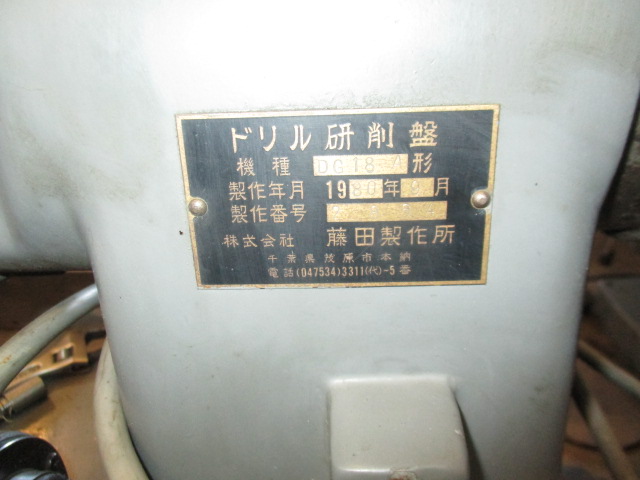 ドリル研削盤
機種 DG18-A形
製作年月 1980年 月
製作番号
株式会社 藤田製作所
千葉県茂原市本納
電話(047534)3311(代)-5番